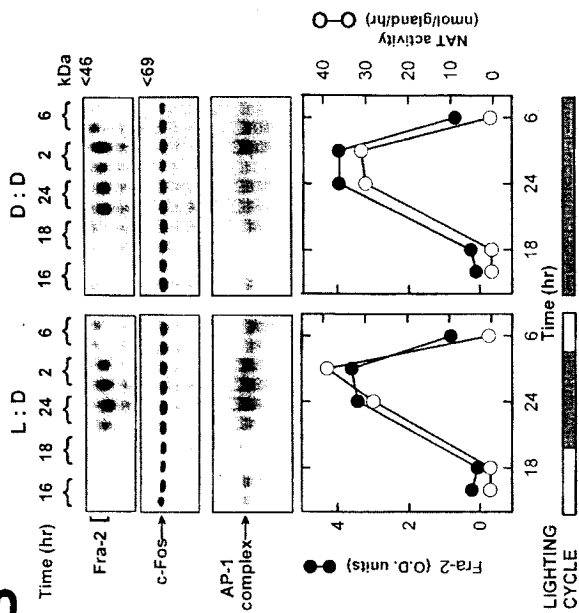 B
L : D
D : D
Time (hr)
16 18 24 2 6
16 18 24 2 6
kDa
Fra-2 [
<46
c-Fos→
<69
AP-1
complex→
Fra-2 (O.D. units)
4
2
0
NAT activity
(nmol/gland/hr)
40
30
20
10
0
18 24 6
18 24 6
Time (hr)
LIGHTING
CYCLE